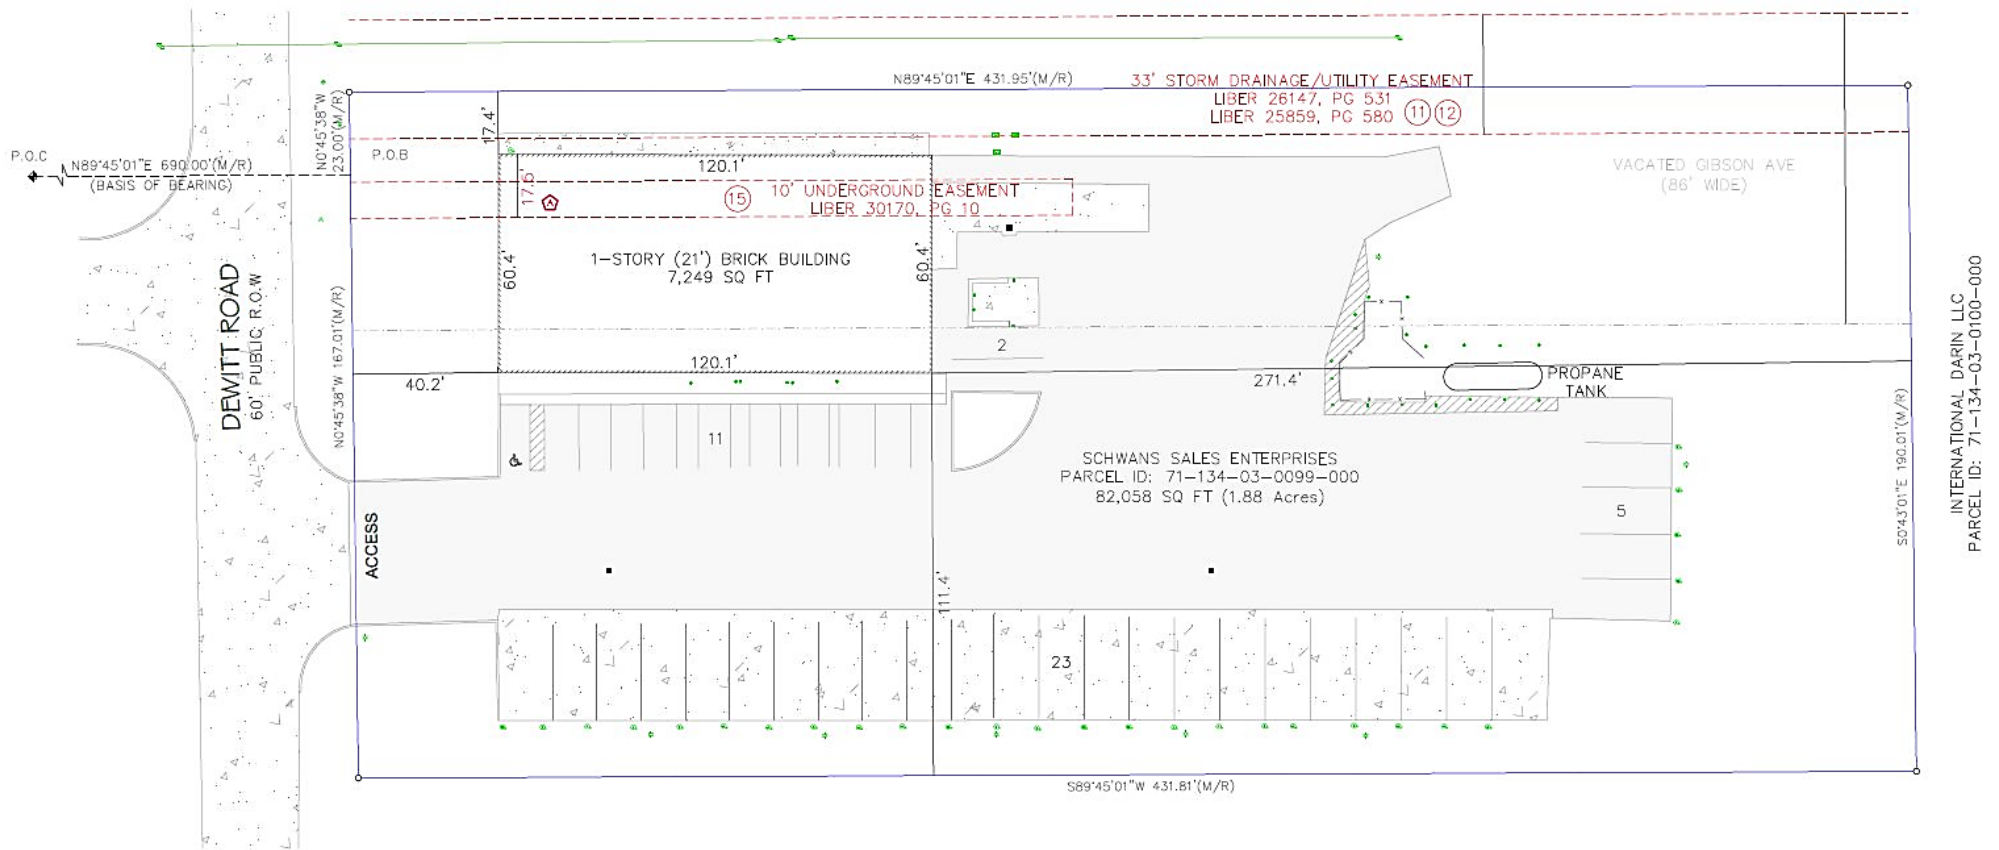 N89°45'01"E 431.95'(M/R)
33' STORM DRAINAGE/UTILITY EASEMENT
LIBER 26147, PG 531
LIBER 25859, PG 580
11 12
17.4'
N0°45'38"W
23.00'(M/R)
P.O.C
N89°45'01"E 690.00'(M/R)
(BASIS OF BEARING)
P.O.B
120.1'
VACATED GIBSON AVE
(86' WIDE)
17.6'
A
15
10' UNDERGROUND EASEMENT
LIBER 30170, PG 10
60.4'
1-STORY (21') BRICK BUILDING
7,249 SQ FT
60.4'
DEWITT ROAD
60' PUBLIC R.O.W
N0°45'38"W 167.01'(M/R)
2
120.1'
40.2'
271.4'
PROPANE
TANK
11
SCHWANS SALES ENTERPRISES
PARCEL ID: 71-134-03-0099-000
82,058 SQ FT (1.88 Acres)
5
S0°43'01"E 190.01'(M/R)
INTERNATIONAL DARIN LLC
PARCEL ID: 71-134-03-0100-000
ACCESS
111.4'
23
S89°45'01"W 431.81'(M/R)